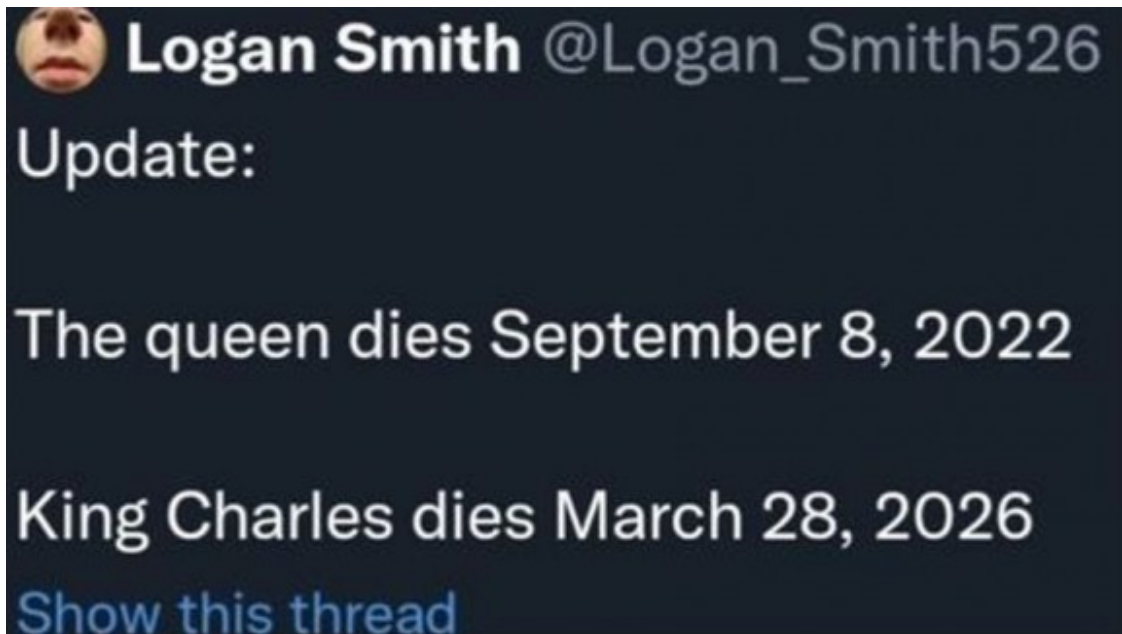 Logan Smith @Logan_Smith526
Update:
The queen dies September 8, 2022
King Charles dies March 28, 2026
Show this thread